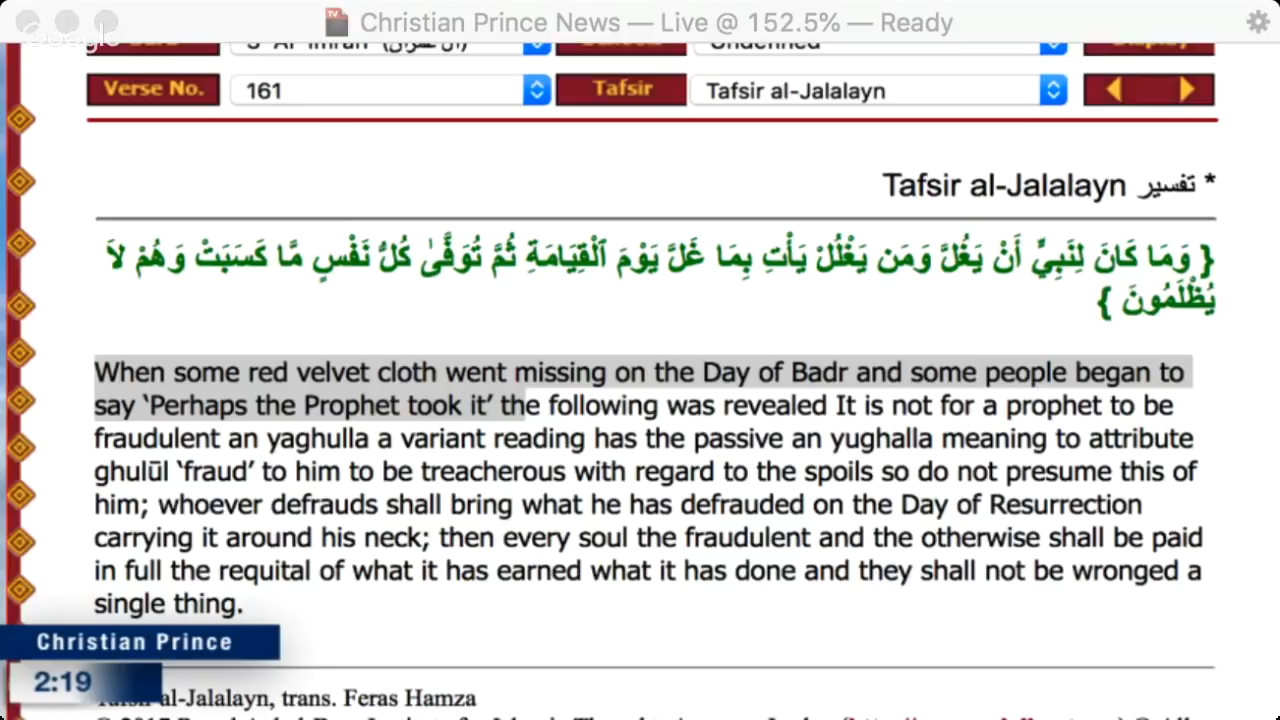 Christian Prince News — Live @ 152.5% — Ready
Google
Verse No. 161 Tafsir Tafsir al-Jalalayn
Tafsir al-Jalalayn تفسير *
{ وَمَا كَانَ لِنَبِيٍّ أَنْ يَغُلَّ وَمَن يَغْلُلْ يَأْتِ بِمَا غَلَّ يَوْمَ ٱلْقِيَامَةِ ثُمَّ تُوَفَّىٰ كُلُّ نَفْسٍ مَّا كَسَبَتْ وَهُمْ لاَ
يُظْلَمُونَ }
When some red velvet cloth went missing on the Day of Badr and some people began to
say ‘Perhaps the Prophet took it’ the following was revealed It is not for a prophet to be
fraudulent an yaghulla a variant reading has the passive an yughalla meaning to attribute
ghulūl ‘fraud’ to him to be treacherous with regard to the spoils so do not presume this of
him; whoever defrauds shall bring what he has defrauded on the Day of Resurrection
carrying it around his neck; then every soul the fraudulent and the otherwise shall be paid
in full the requital of what it has earned what it has done and they shall not be wronged a
single thing.
Christian Prince
2:19
al-Jalalayn, trans. Feras Hamza